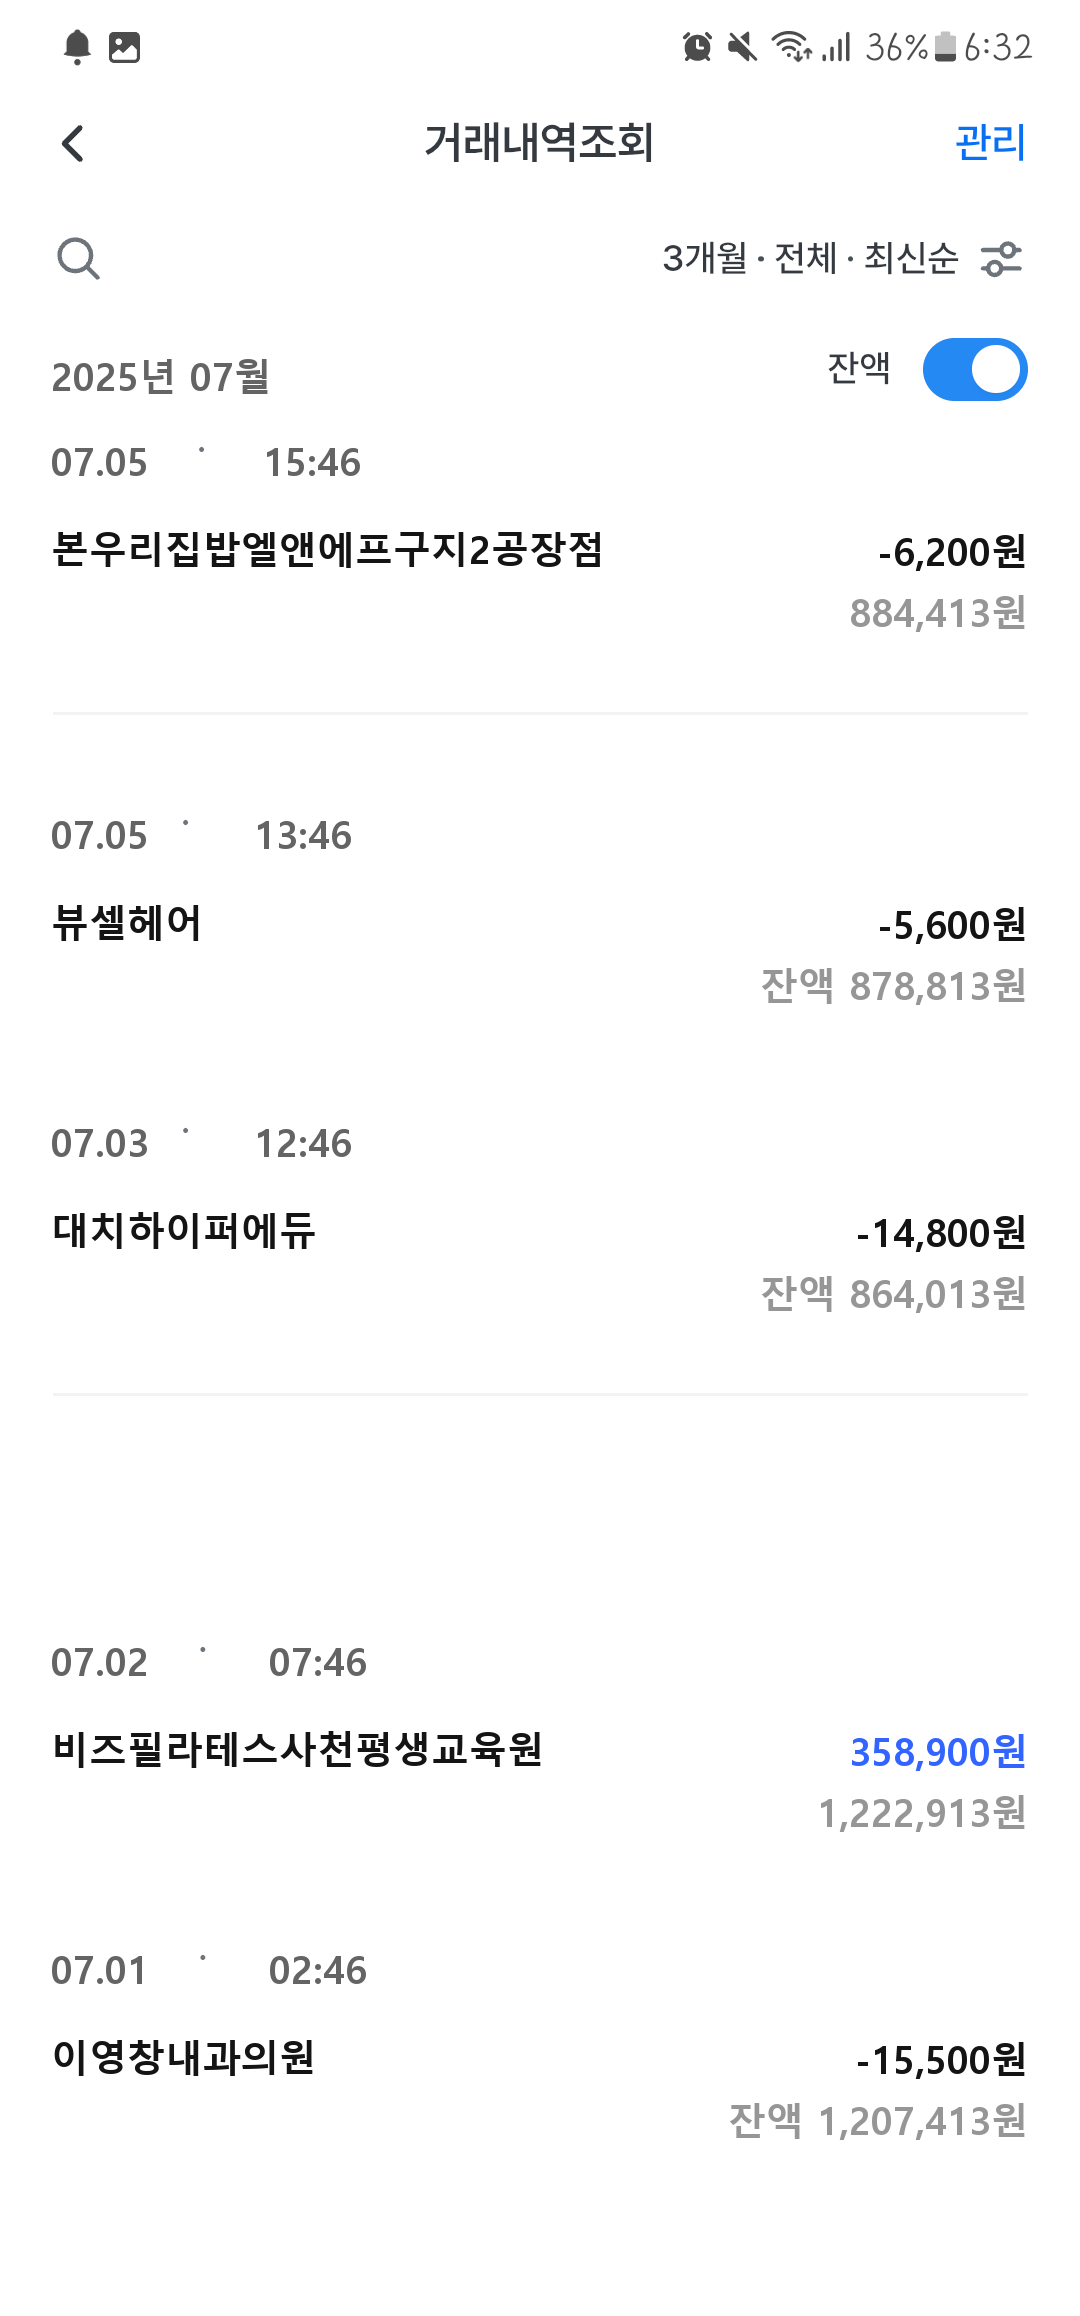 36% 6:32
거래내역조회 관리
3개월 · 전체 · 최신순
2025년 07월 잔액
07.05 · 15:46
본우리집밥엘앤에프구지2공장점 -6,200원
884,413원
07.05 · 13:46
뷰셀헤어 -5,600원
잔액 878,813원
07.03 · 12:46
대치하이퍼에듀 -14,800원
잔액 864,013원
07.02 · 07:46
비즈필라테스사천평생교육원 358,900원
1,222,913원
07.01 · 02:46
이영창내과의원 -15,500원
잔액 1,207,413원